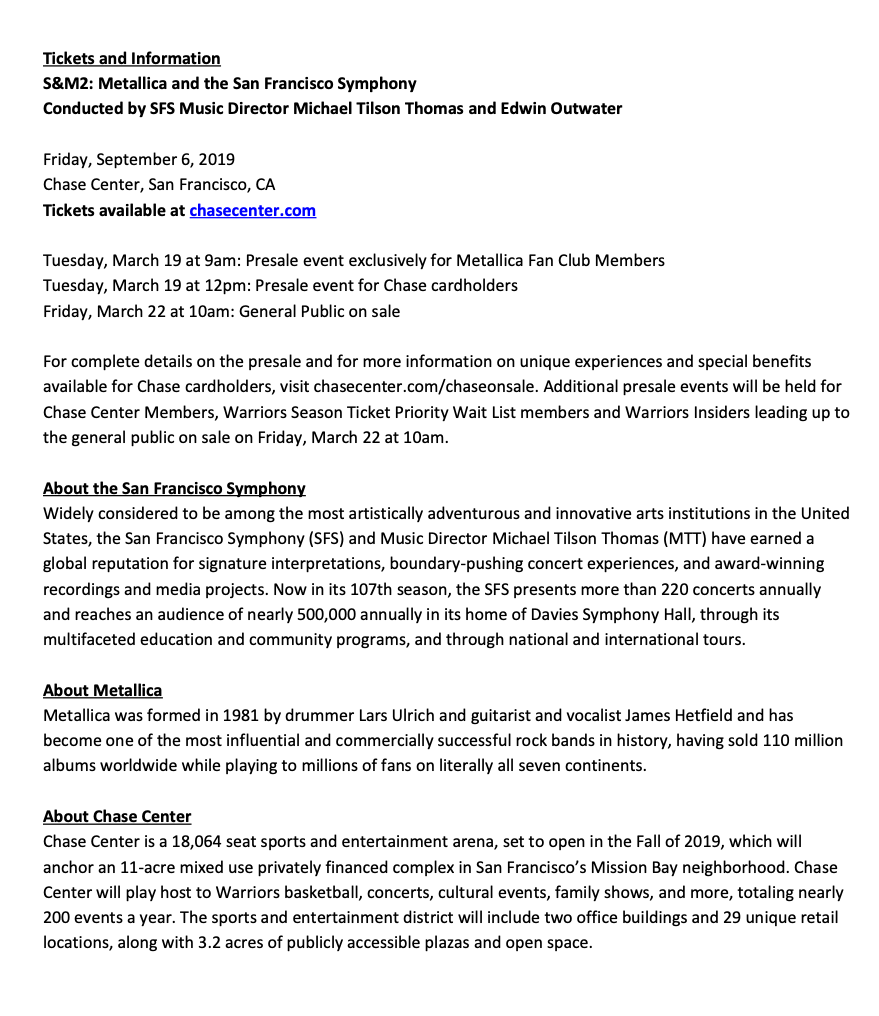 Tickets and Information
S&M2: Metallica and the San Francisco Symphony
Conducted by SFS Music Director Michael Tilson Thomas and Edwin Outwater
Friday, September 6, 2019
Chase Center, San Francisco, CA
Tickets available at chasecenter.com
Tuesday, March 19 at 9am: Presale event exclusively for Metallica Fan Club Members
Tuesday, March 19 at 12pm: Presale event for Chase cardholders
Friday, March 22 at 10am: General Public on sale
For complete details on the presale and for more information on unique experiences and special benefits
available for Chase cardholders, visit chasecenter.com/chaseonsale. Additional presale events will be held for
Chase Center Members, Warriors Season Ticket Priority Wait List members and Warriors Insiders leading up to
the general public on sale on Friday, March 22 at 10am.
About the San Francisco Symphony
Widely considered to be among the most artistically adventurous and innovative arts institutions in the United
States, the San Francisco Symphony (SFS) and Music Director Michael Tilson Thomas (MTT) have earned a
global reputation for signature interpretations, boundary-pushing concert experiences, and award-winning
recordings and media projects. Now in its 107th season, the SFS presents more than 220 concerts annually
and reaches an audience of nearly 500,000 annually in its home of Davies Symphony Hall, through its
multifaceted education and community programs, and through national and international tours.
About Metallica
Metallica was formed in 1981 by drummer Lars Ulrich and guitarist and vocalist James Hetfield and has
become one of the most influential and commercially successful rock bands in history, having sold 110 million
albums worldwide while playing to millions of fans on literally all seven continents.
About Chase Center
Chase Center is a 18,064 seat sports and entertainment arena, set to open in the Fall of 2019, which will
anchor an 11-acre mixed use privately financed complex in San Francisco’s Mission Bay neighborhood. Chase
Center will play host to Warriors basketball, concerts, cultural events, family shows, and more, totaling nearly
200 events a year. The sports and entertainment district will include two office buildings and 29 unique retail
locations, along with 3.2 acres of publicly accessible plazas and open space.